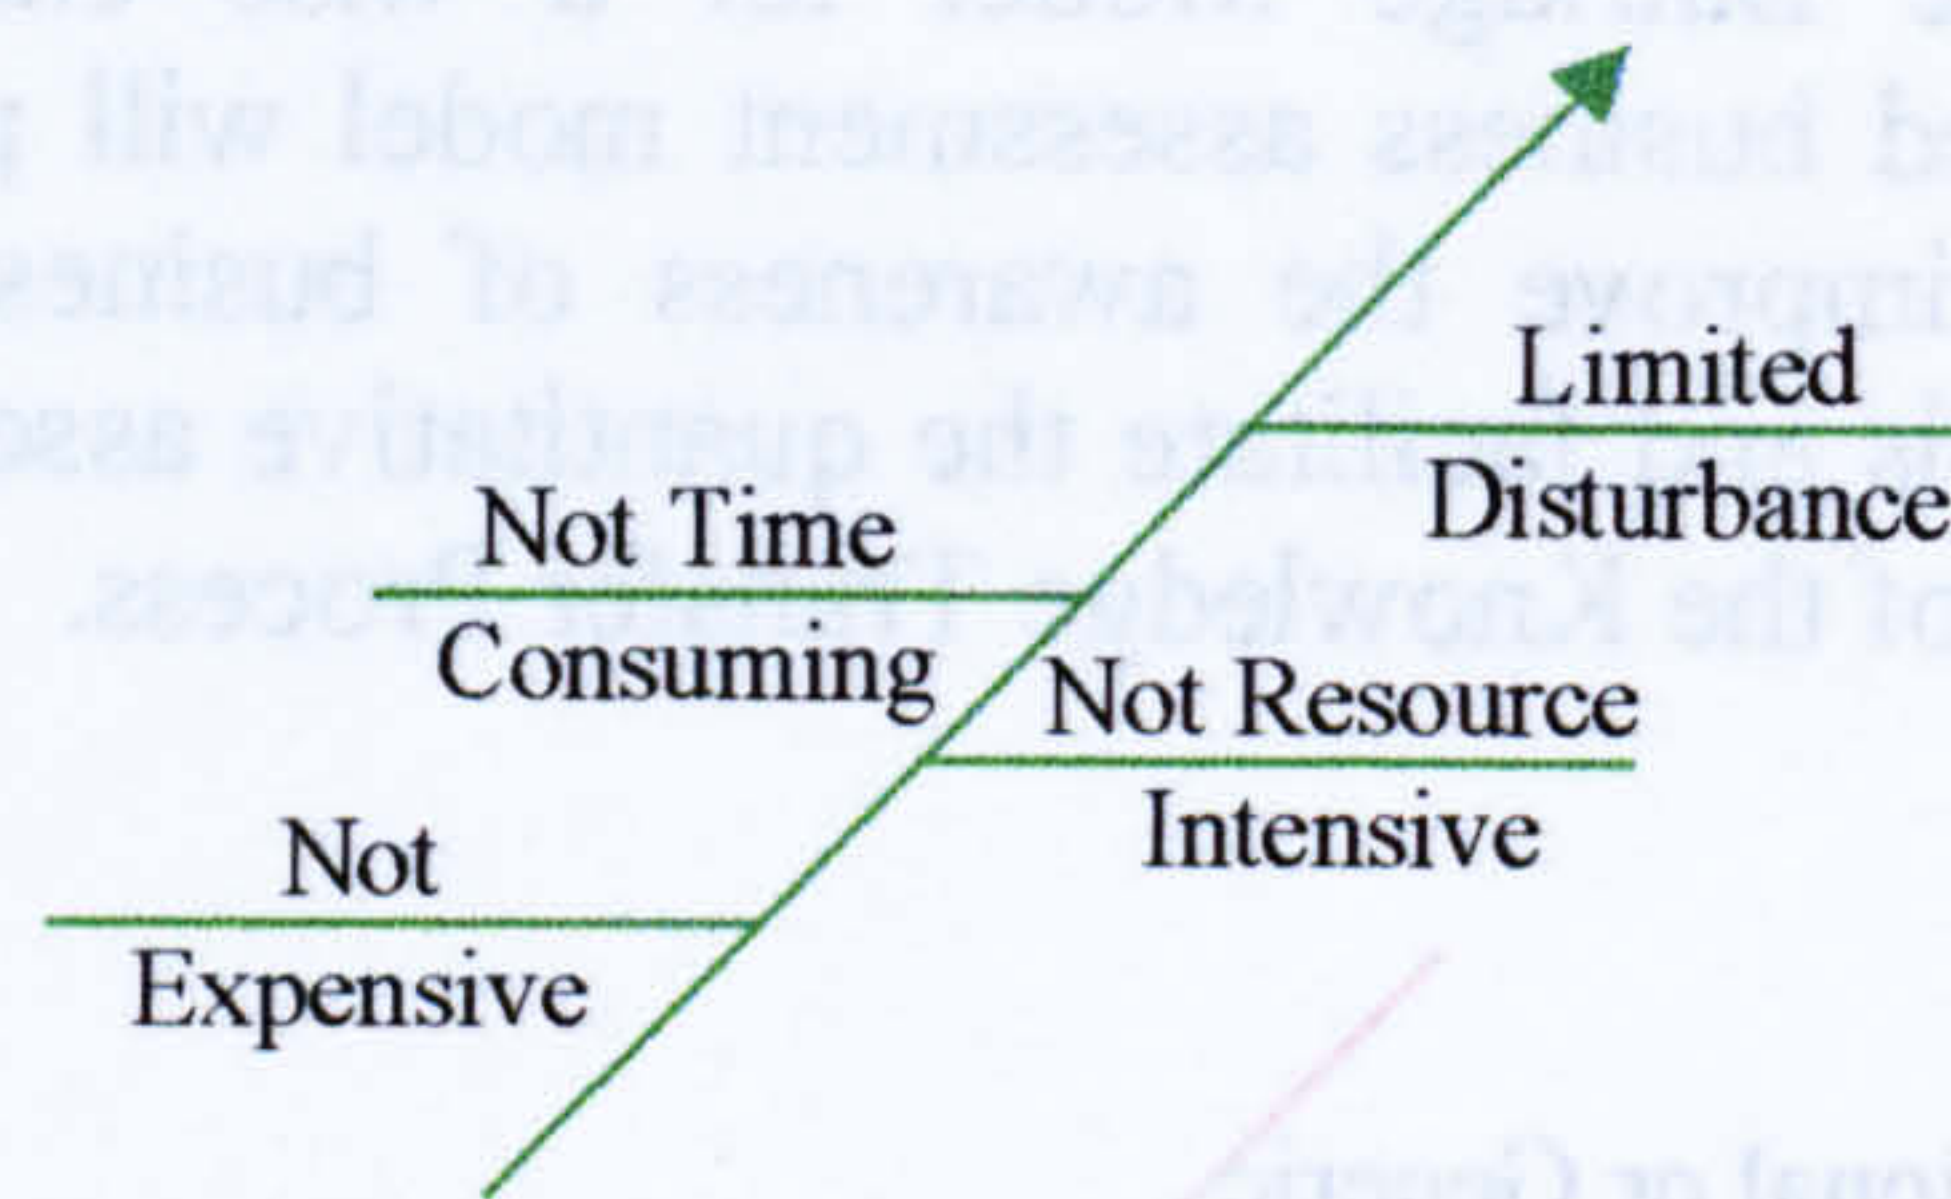 Limited
Disturbance
Not Time
Consuming
Not Resource
Intensive
Not
Expensive